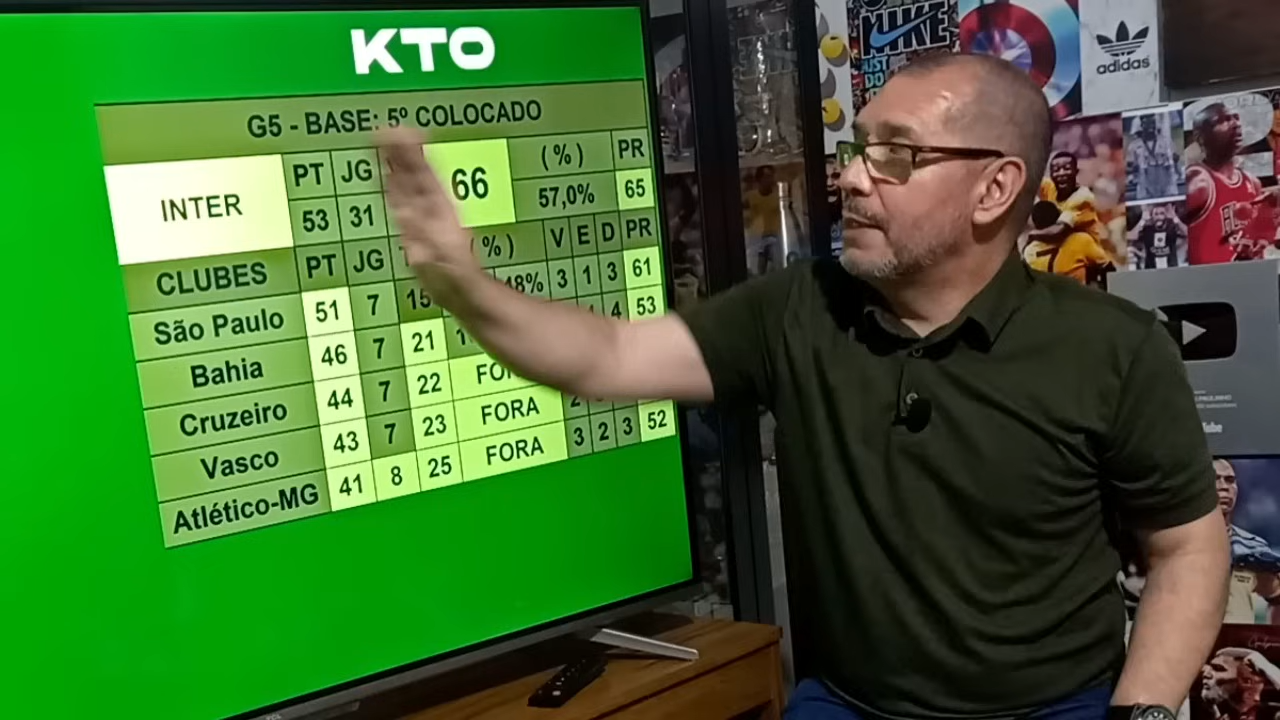 KTO
G5 - BASE: 5º COLOCADO
INTER PT JG 66 (%) PR
53 31 57,0% 65
CLUBES PT JG (%) V E D PR
São Paulo 51 7 15 48% 3 1 3 61
Bahia 46 7 21 4 53
Cruzeiro 44 7 22
Vasco 43 7 23 FORA
Atlético-MG 41 8 25 FORA 3 2 3 52
NIKE
JUST
DO
adidas